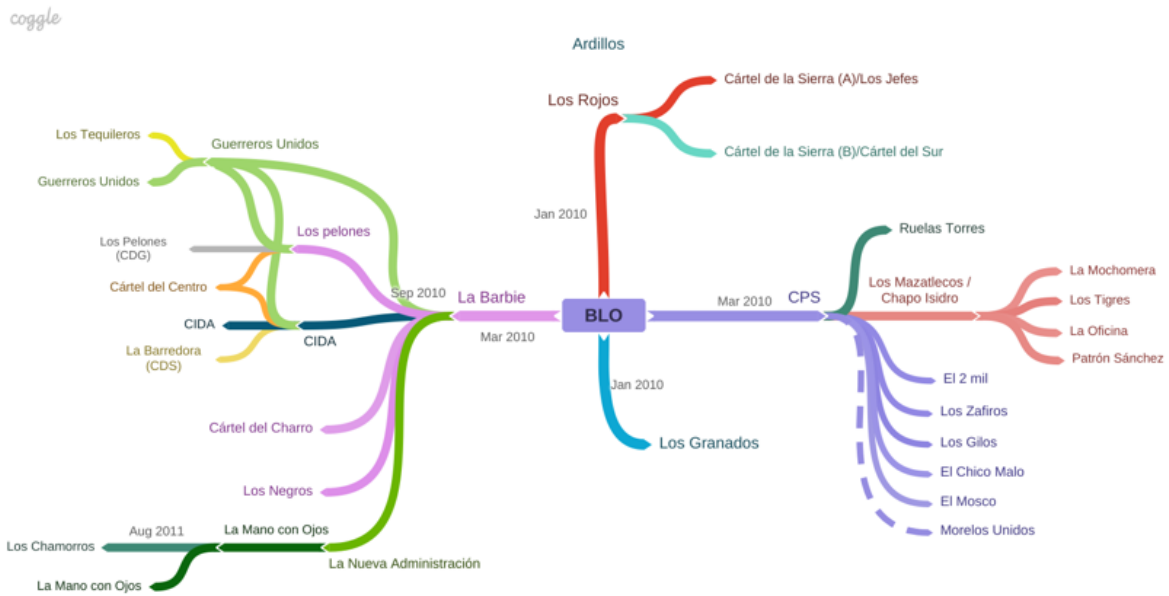 coggle
Ardillos
Cártel de la Sierra (A)/Los Jefes
Los Rojos
Los Tequileros
Guerreros Unidos
Cártel de la Sierra (B)/Cártel del Sur
Guerreros Unidos
Jan 2010
Los pelones
Ruelas Torres
Los Pelones
(CDG)
La Mochomera
Cártel del Centro
Los Mazatlecos /
Chapo Isidro
Sep 2010
La Barbie
Mar 2010
CPS
Los Tigres
BLO
CIDA
CIDA
Mar 2010
La Oficina
La Barredora
(CDS)
Patrón Sánchez
El 2 mil
Jan 2010
Los Zafiros
Cártel del Charro
Los Granados
Los Gilos
El Chico Malo
Los Negros
El Mosco
Aug 2011
La Mano con Ojos
Morelos Unidos
Los Chamorros
La Nueva Administración
La Mano con Ojos